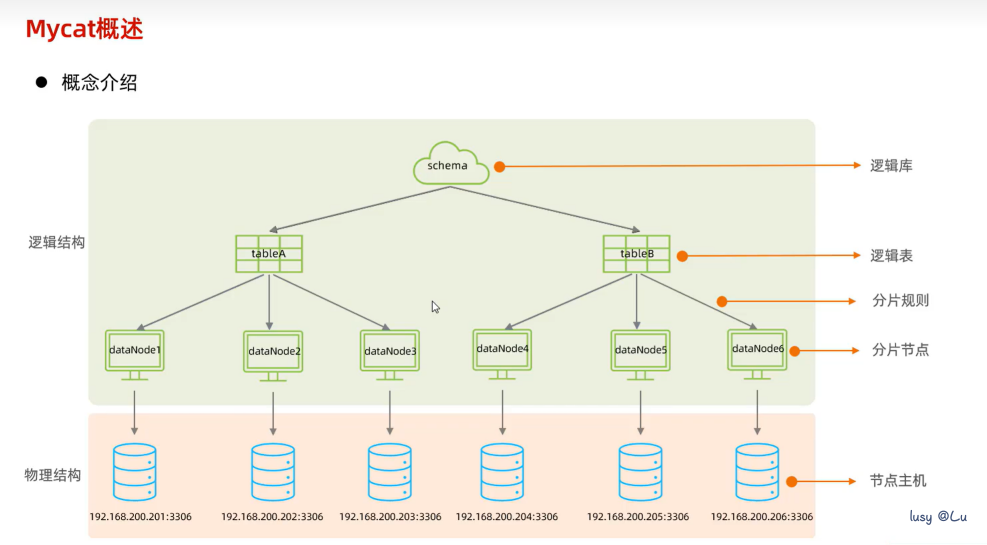 Mycat概述
● 概念介绍
schema
逻辑库
逻辑结构
tableA
tableB
逻辑表
分片规则
dataNode1
dataNode2
dataNode3
dataNode4
dataNode5
dataNode6
分片节点
物理结构
节点主机
192.168.200.201:3306
192.168.200.202:3306
192.168.200.203:3306
192.168.200.204:3306
192.168.200.205:3306
192.168.200.206:3306
lusy @Lu